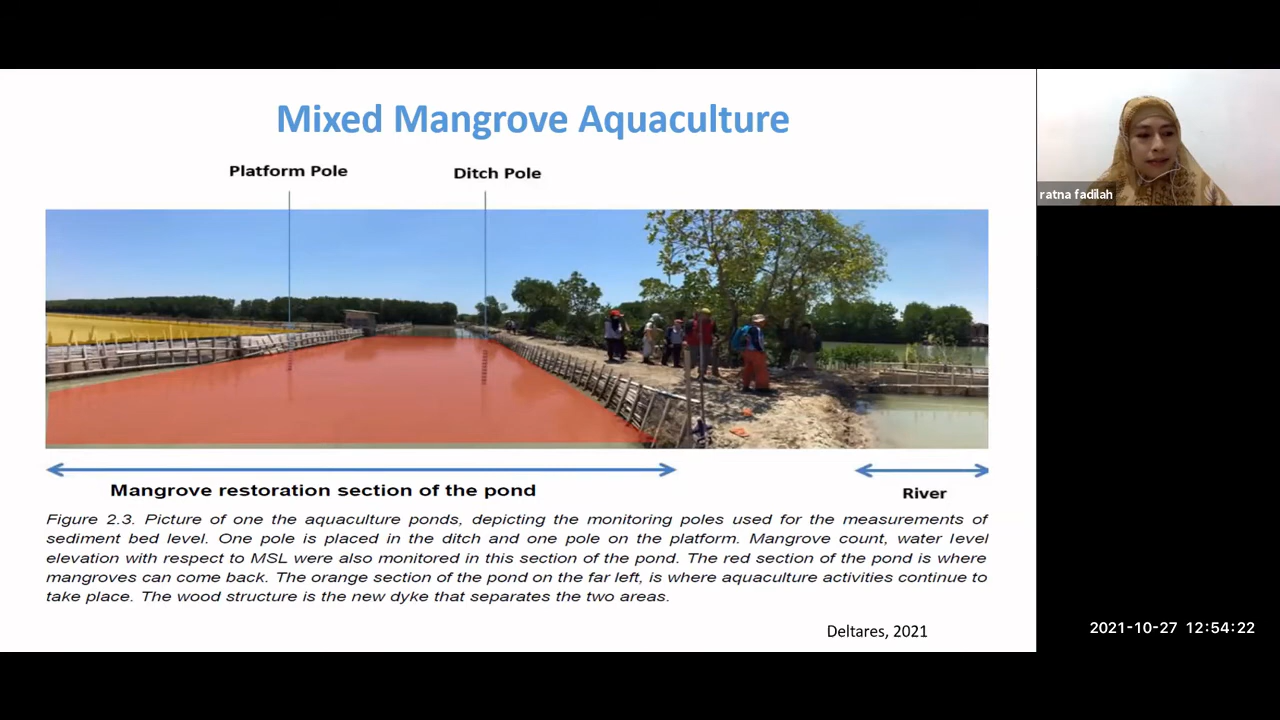 Mixed Mangrove Aquaculture
Platform Pole
Ditch Pole
ratna fadilah
Mangrove restoration section of the pond
River
Figure 2.3. Picture of one the aquaculture ponds, depicting the monitoring poles used for the measurements of
sediment bed level. One pole is placed in the ditch and one pole on the platform. Mangrove count, water level
elevation with respect to MSL were also monitored in this section of the pond. The red section of the pond is where
mangroves can come back. The orange section of the pond on the far left, is where aquaculture activities continue to
take place. The wood structure is the new dyke that separates the two areas.
Deltares, 2021
2021-10-27 12:54:22